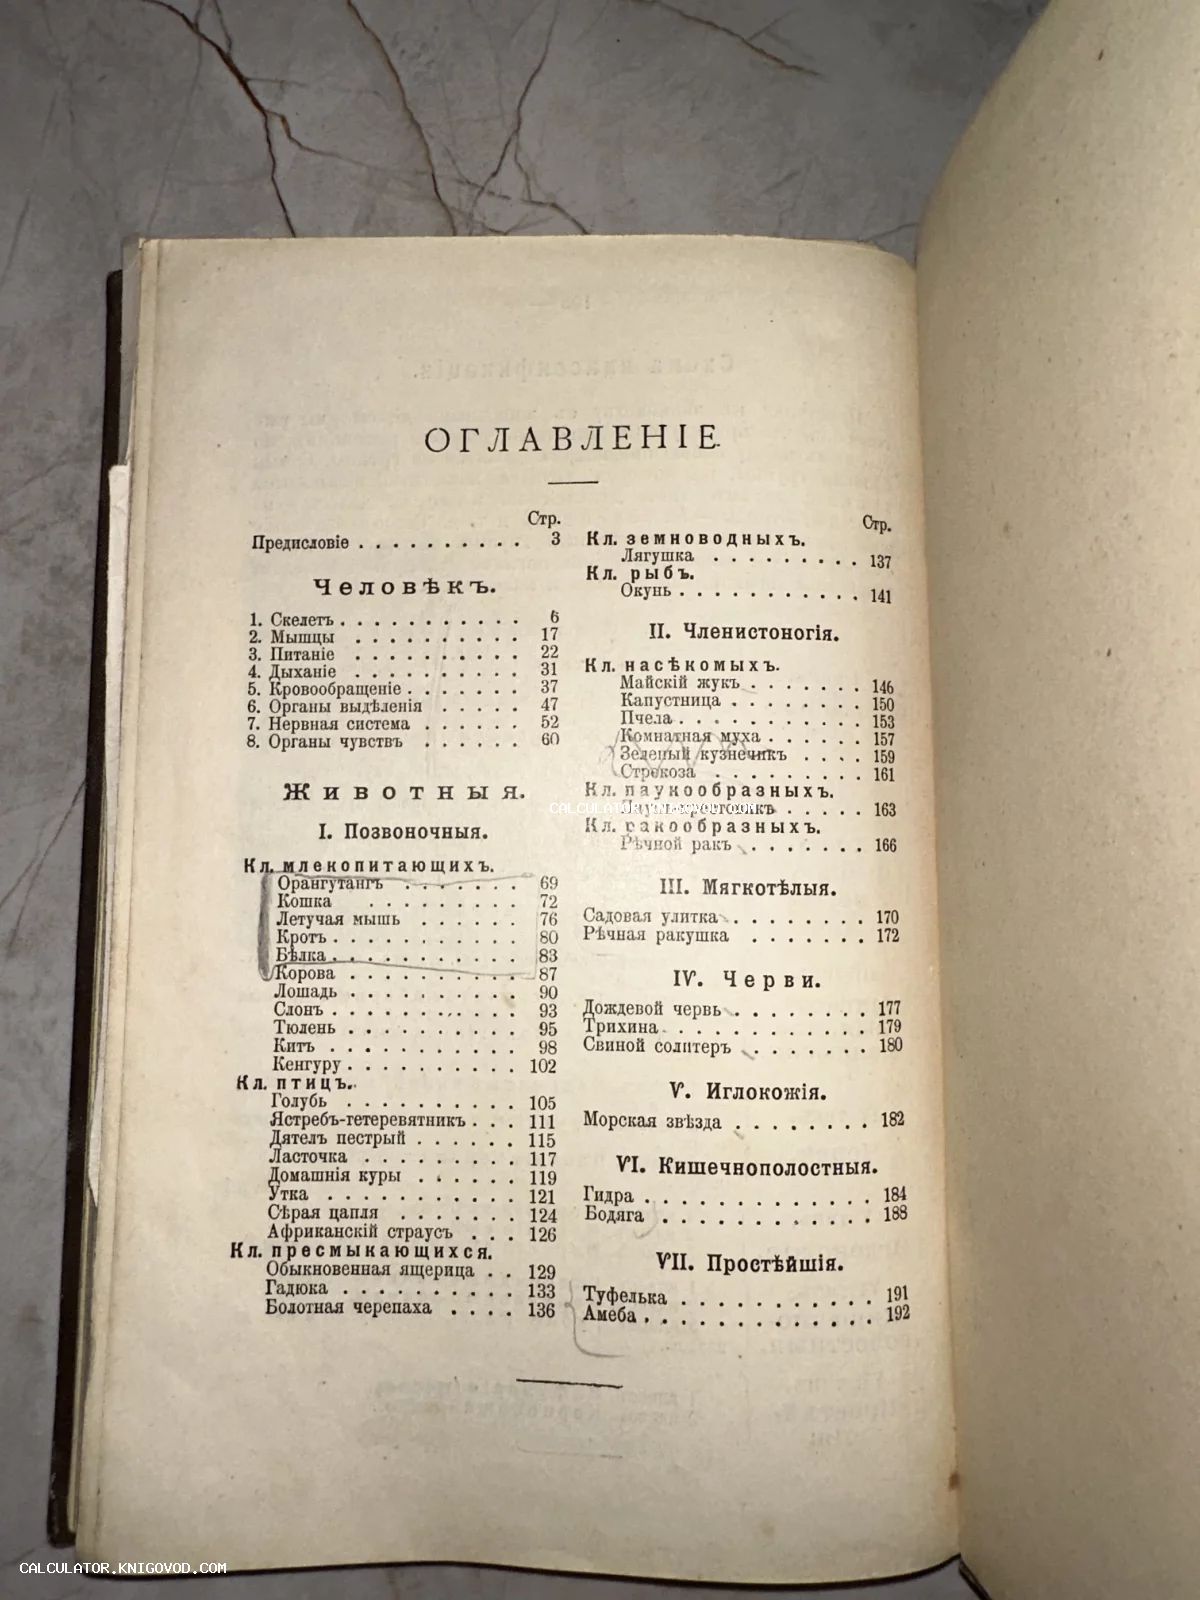 ОГЛАВЛЕНІЕ.
Стр.
Предисловіе . . . . . . . . . . 3
Человѣкъ.
1. Скелетъ . . . . . . . . . . . 6
2. Мышцы . . . . . . . . . . 17
3. Питаніе . . . . . . . . . . 22
4. Дыханіе . . . . . . . . . . 31
5. Кровообращеніе . . . . . . . 37
6. Органы выдѣленія . . . . . 47
7. Нервная система . . . . . . 52
8. Органы чувствъ . . . . . . 60
Животныя.
I. Позвоночныя.
Кл. млекопитающихъ.
Орангутангъ . . . . . . . 69
Кошка . . . . . . . . . 72
Летучая мышь . . . . . . 76
Кротъ . . . . . . . . . . . 80
Бѣлка . . . . . . . . . . . 83
Корова . . . . . . . . . . 87
Лошадь . . . . . . . . . . 90
Слонъ . . . . . . . . . . . 93
Тюлень . . . . . . . . . . 95
Китъ . . . . . . . . . . . 98
Кенгуру . . . . . . . . . . 102
Кл. птицъ.
Голубь . . . . . . . . . . 105
Ястребъ-гетеревятникъ . . . 111
Дятелъ пестрый . . . . . . 115
Ласточка . . . . . . . . . 117
Домашнія куры . . . . . . 119
Утка . . . . . . . . . . . 121
Сѣрая цапля . . . . . . . 124
Африканскій страусъ . . . 126
Кл. пресмыкающихся.
Обыкновенная ящерица . . 129
Гадюка . . . . . . . . . . 133
Болотная черепаха . . . . 136
Стр.
Кл. земноводныхъ.
Лягушка . . . . . . . . . 137
Кл. рыбъ.
Окунь . . . . . . . . . . . 141
II. Членистоногія.
Кл. насѣкомыхъ.
Майскій жукъ . . . . . . . 146
Капустница . . . . . . . . 150
Пчела . . . . . . . . . . . 153
Комнатная муха . . . . . . 157
Зеленый кузнечикъ . . . . 159
Стрекоза . . . . . . . . . 161
Кл. паукообразныхъ.
. . . . . 163
Кл. ракообразныхъ.
Рѣчной ракъ . . . . . . . 166
III. Мягкотѣлыя.
Садовая улитка . . . . . . . . 170
Рѣчная ракушка . . . . . . . 172
IV. Черви.
Дождевой червь . . . . . . . . 177
Трихина . . . . . . . . . . . 179
Свиной солитеръ . . . . . . . 180
V. Иглокожія.
Морская звѣзда . . . . . . . . 182
VI. Кишечнополостныя.
Гидра . . . . . . . . . . . . 184
Бодяга . . . . . . . . . . . 188
VII. Простѣйшія.
Туфелька . . . . . . . . . . . 191
Амеба . . . . . . . . . . . . . 192
CALCULATOR.KNIGOVOD.COM
CALCULATOR.KNIGOVOD.COM